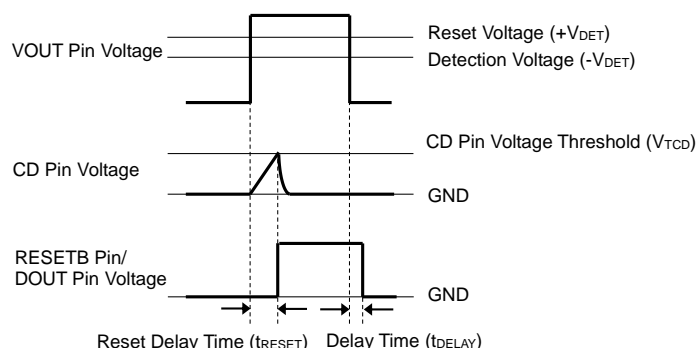 VOUT Pin Voltage
Reset Voltage (+VDET)
Detection Voltage (-VDET)
CD Pin Voltage Threshold (VTCD)
CD Pin Voltage
GND
RESETB Pin/
DOUT Pin Voltage
GND
Reset Delay Time (tRESET) Delay Time (tDELAY)